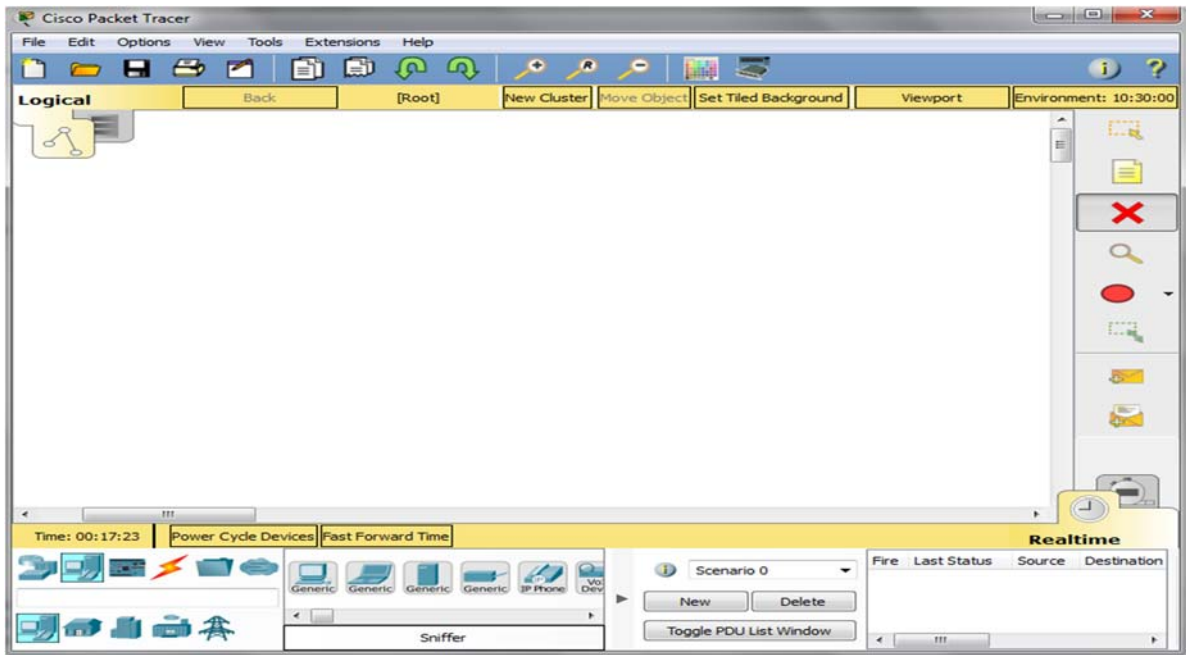 Cisco Packet Tracer
File Edit Options View Tools Extensions Help
Logical Back [Root] New Cluster Move Object Set Tiled Background Viewport Environment: 10:30:00
Time: 00:17:23 Power Cycle Devices Fast Forward Time Realtime
Generic Generic Generic Generic IP Phone Vo Dev
Sniffer
Scenario 0
New Delete
Toggle PDU List Window
Fire Last Status Source Destination